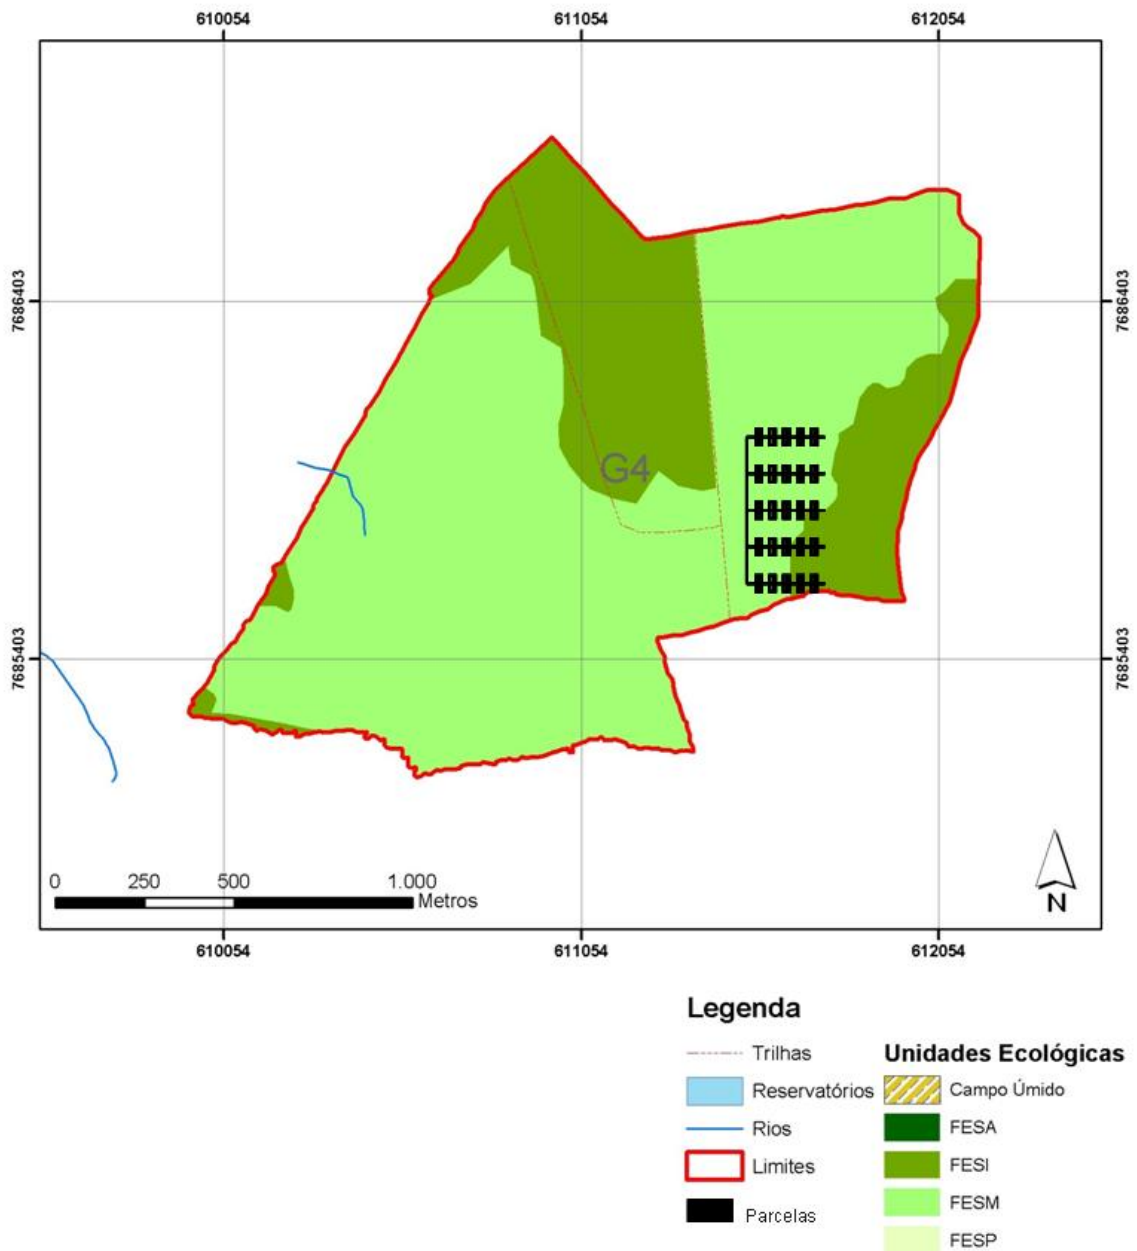 610054 611054 612054
7686403 7686403
G4
7685403 7685403
0 250 500 1.000
Metros
N
610054 611054 612054
Legenda
Trilhas
Reservatórios
Rios
Limites
Parcelas
Unidades Ecológicas
Campo Úmido
FESA
FESI
FESM
FESP